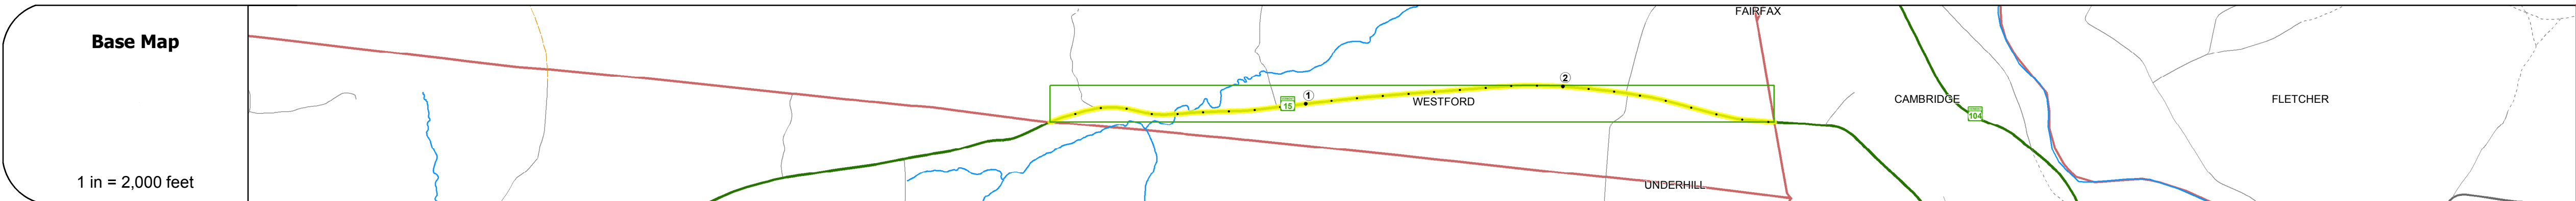 Base Map
1 in = 2,000 feet
FAIRFAX
2
1
15
WESTFORD
CAMBRIDGE
104
FLETCHER
UNDERHILL